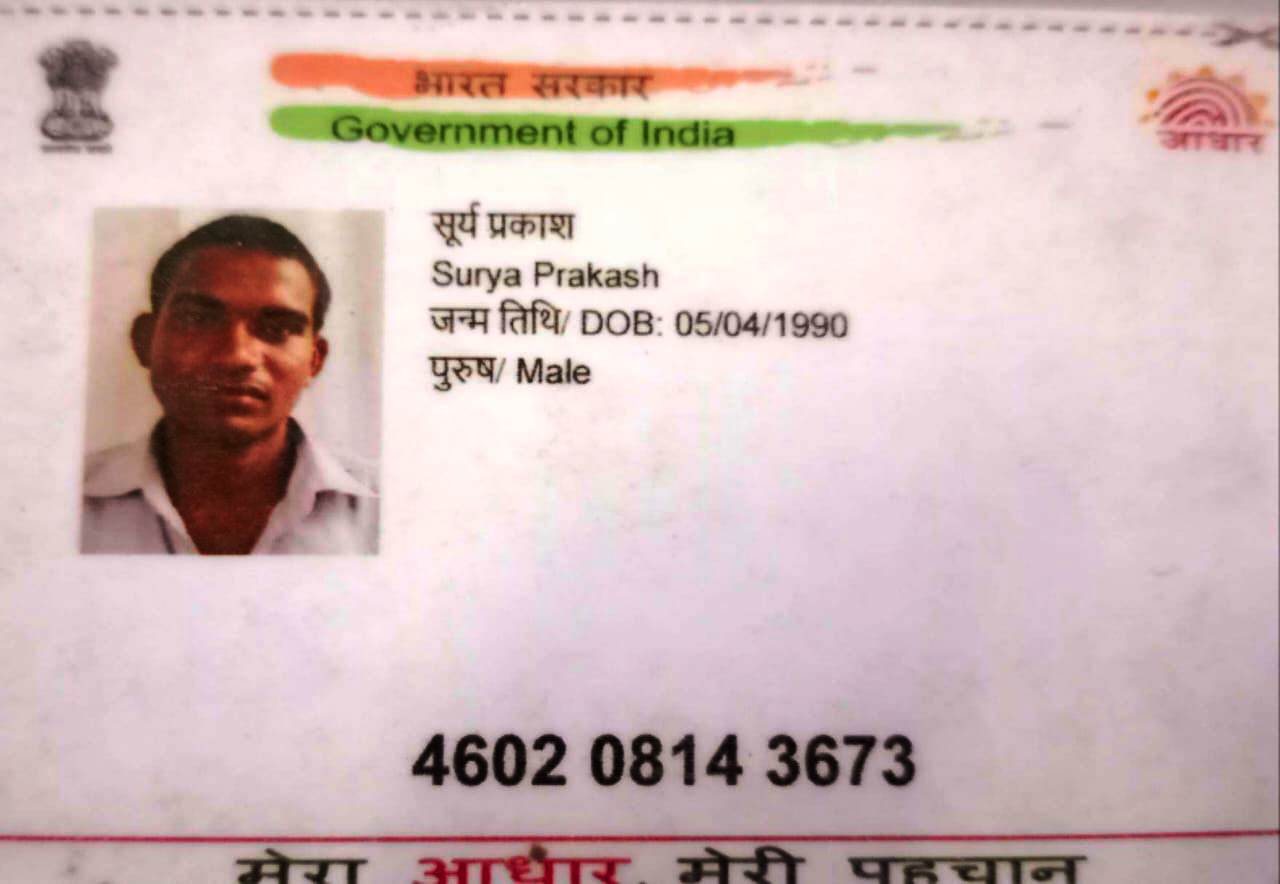 भारत सरकार
Government of India
आधार
सूर्य प्रकाश
Surya Prakash
जन्म तिथि/ DOB: 05/04/1990
पुरुष/ Male
4602 0814 3673
मेरा आधार, मेरी पहचान